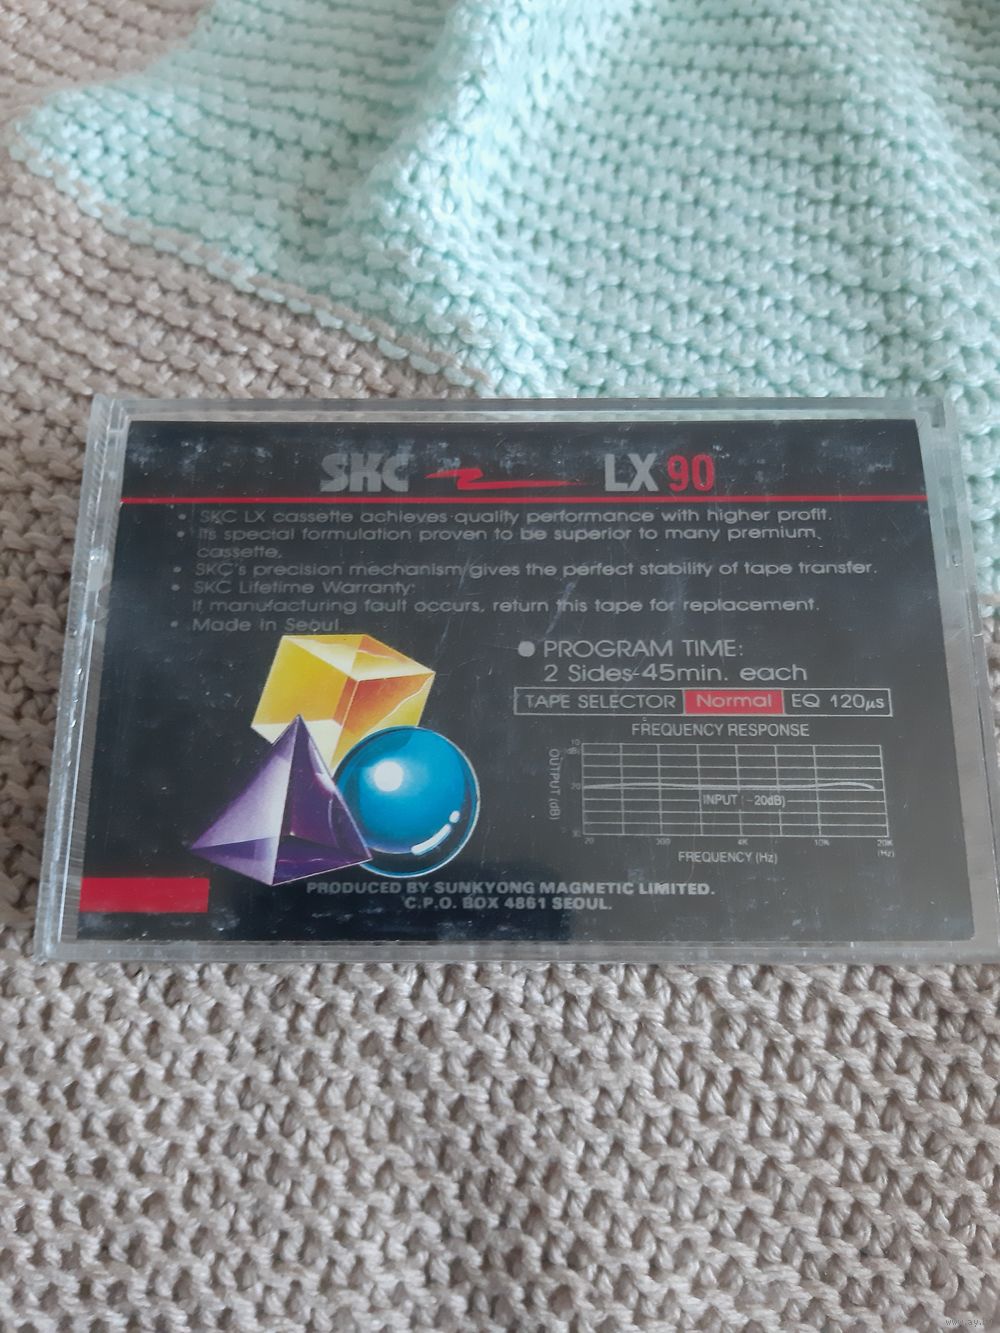 SKC LX 90
• SKC LX cassette achieves quality performance with higher profit.
• Its special formulation proven to be superior to many premium
cassette.
• SKC's precision mechanism gives the perfect stability of tape transfer.
• SKC Lifetime Warranty:
If manufacturing fault occurs, return this tape for replacement.
• Made in Seoul.
● PROGRAM TIME:
2 Sides-45min. each
TAPE SELECTOR Normal EQ 120μs
FREQUENCY RESPONSE
OUTPUT (dB)
INPUT : -20dB)
20 4K 10K 20K
(Hz)
FREQUENCY (Hz)
PRODUCED BY SUNKYONG MAGNETIC LIMITED.
C.P.O. BOX 4861 SEOUL.